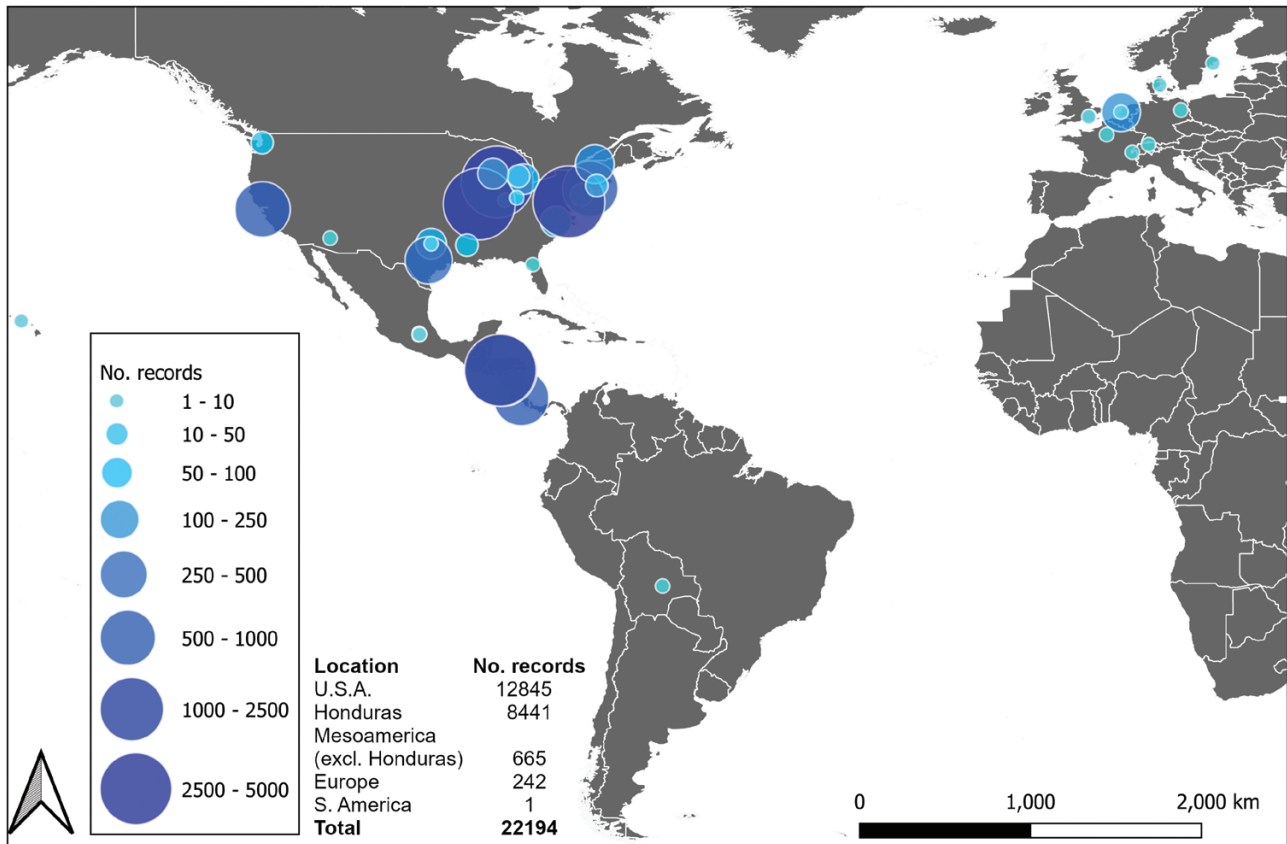 No. records
1 - 10
10 - 50
50 - 100
100 - 250
250 - 500
500 - 1000
1000 - 2500
2500 - 5000
Location No. records
U.S.A. 12845
Honduras 8441
Mesoamerica
(excl. Honduras) 665
Europe 242
S. America 1
Total 22194
0 1,000 2,000 km